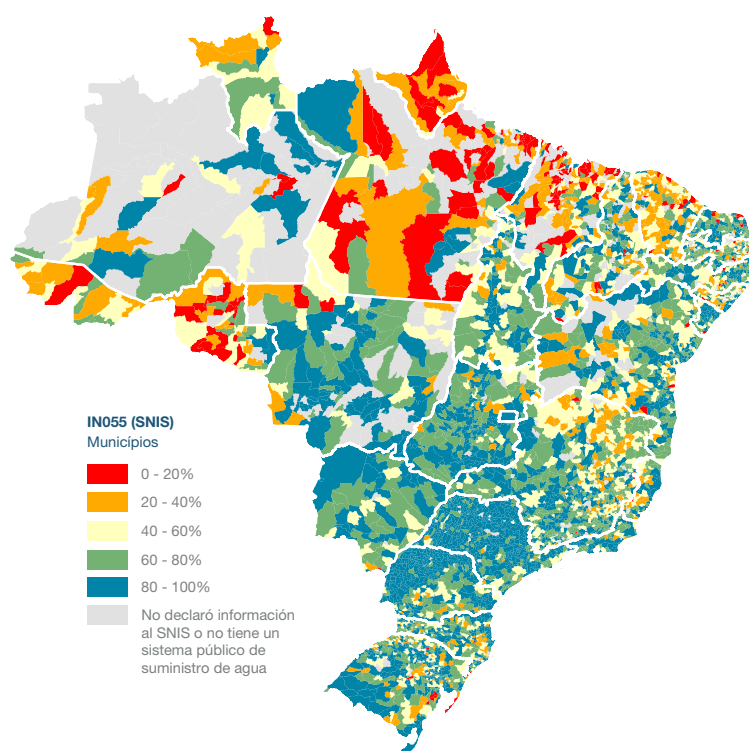 IN055 (SNIS)
Municípios
0 - 20%
20 - 40%
40 - 60%
60 - 80%
80 - 100%
No declaró información
al SNIS o no tiene un
sistema público de
suministro de agua